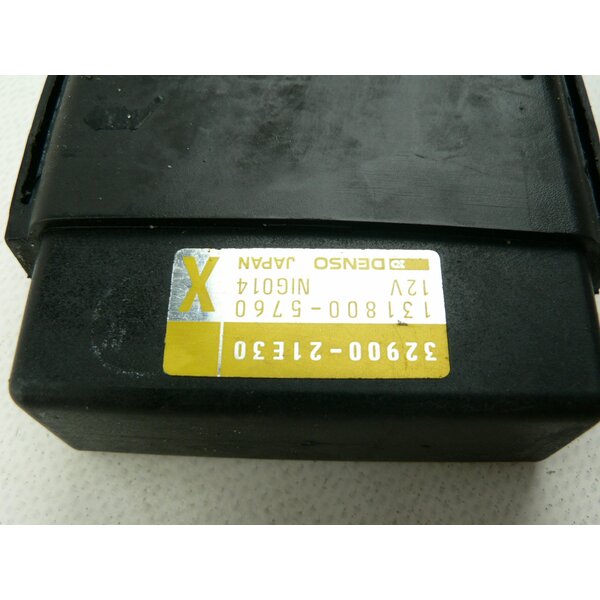 32900-21E30
131800-5760
12V NIG014
DENSO JAPAN
X